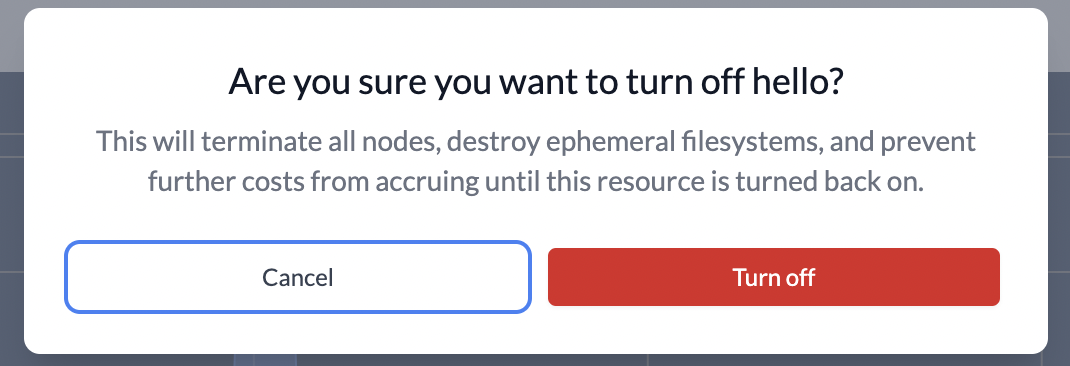 Are you sure you want to turn off hello?
This will terminate all nodes, destroy ephemeral filesystems, and prevent
further costs from accruing until this resource is turned back on.
Cancel
Turn off